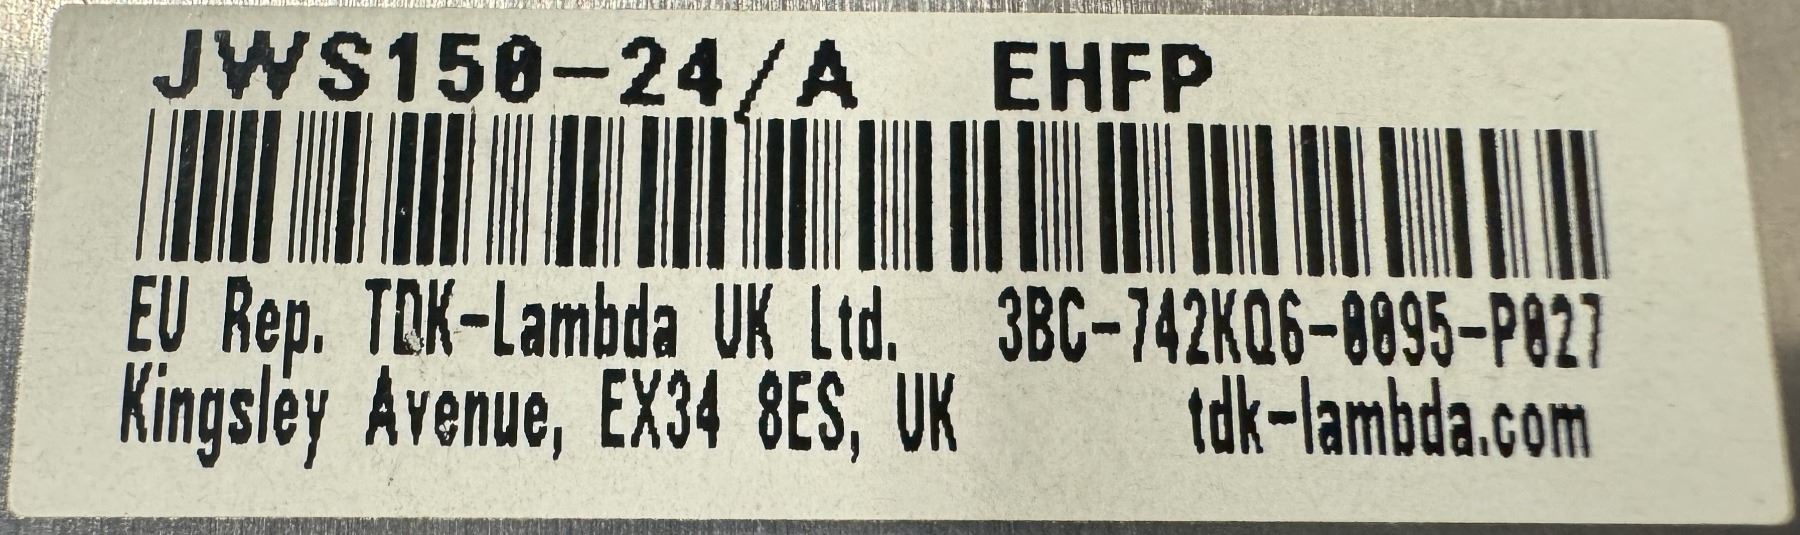 JWS150-24/A EHFP
EU Rep. TDK-Lambda UK Ltd. 3BC-742KQ6-0095-P027
Kingsley Avenue, EX34 8ES, UK tdk-lambda.com